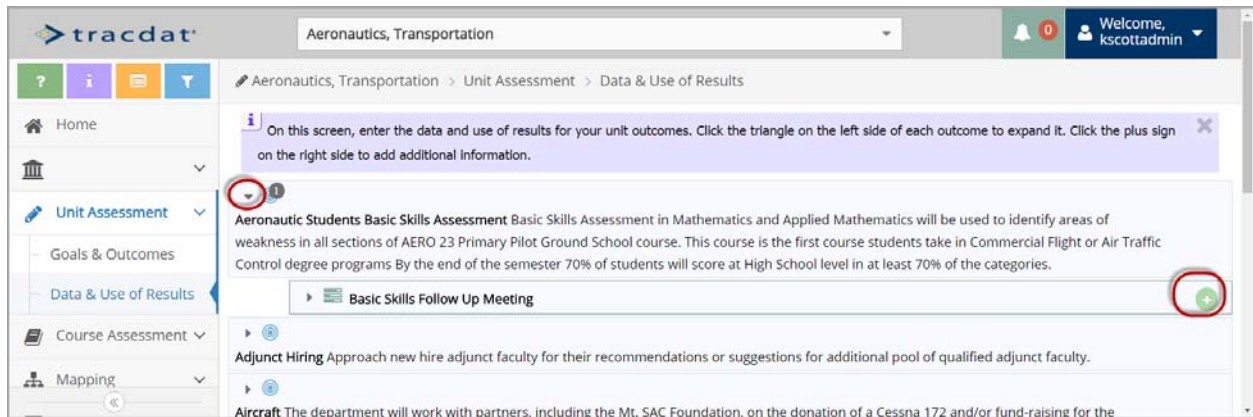 tracdat
Aeronautics, Transportation
0
Welcome,
kscottadmin
? i
Aeronautics, Transportation > Unit Assessment > Data & Use of Results
Home
i On this screen, enter the data and use of results for your unit outcomes. Click the triangle on the left side of each outcome to expand it. Click the plus sign
on the right side to add additional information.
Unit Assessment
Goals & Outcomes
Data & Use of Results
Course Assessment
Mapping
1
Aeronautic Students Basic Skills Assessment Basic Skills Assessment in Mathematics and Applied Mathematics will be used to identify areas of
weakness in all sections of AERO 23 Primary Pilot Ground School course. This course is the first course students take in Commercial Flight or Air Traffic
Control degree programs By the end of the semester 70% of students will score at High School level in at least 70% of the categories.
Basic Skills Follow Up Meeting
Adjunct Hiring Approach new hire adjunct faculty for their recommendations or suggestions for additional pool of qualified adjunct faculty.
Aircraft The department will work with partners, including the Mt. SAC Foundation, on the donation of a Cessna 172 and/or fund-raising for the